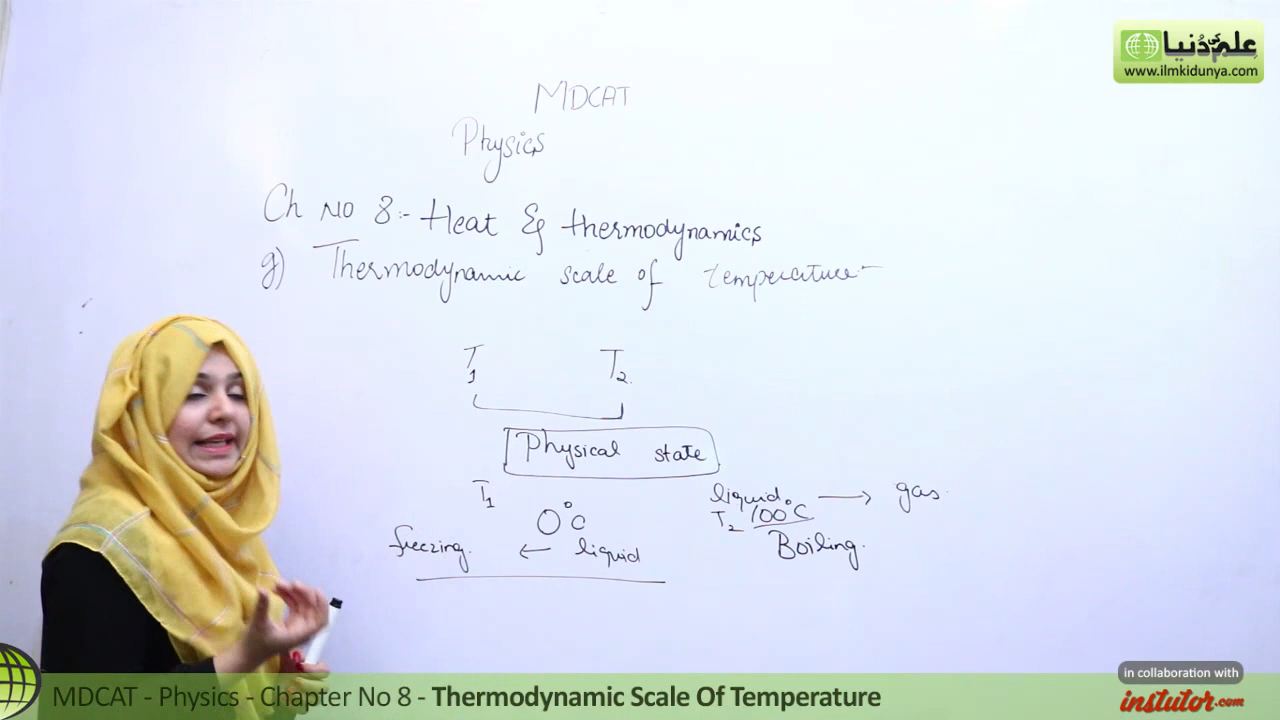 علم کی دُنیا
www.ilmkidunya.com
MDCAT
Physics
Ch No 8:- Heat & thermodynamics
g) Thermodynamic scale of temperature-
T1 T2
Physical state
T1 0°C
freezing ← liquid
liquid → gas
T2 100°C
Boiling
in collaboration with
instutor.com
MDCAT - Physics - Chapter No 8 - Thermodynamic Scale Of Temperature